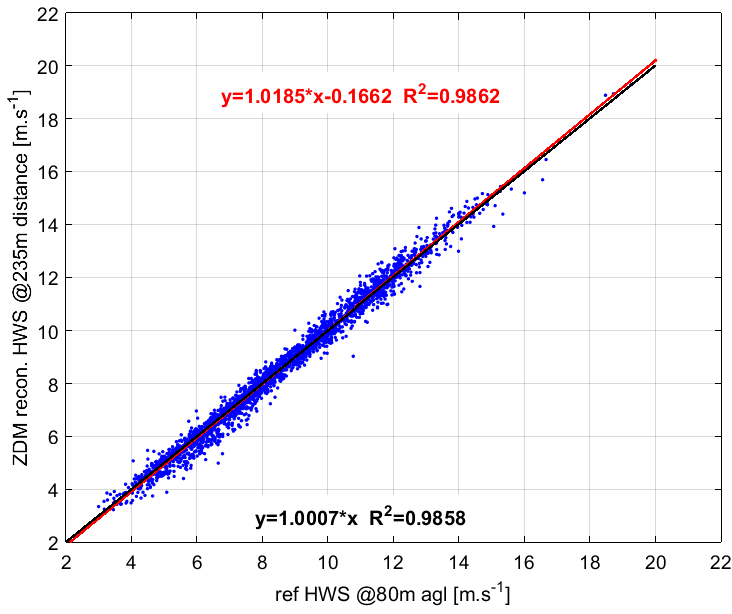 22
20
18
16
14
12
10
8
6
4
2
ZDM recon. HWS @235m distance [m.s⁻¹]
y=1.0185*x-0.1662 R²=0.9862
y=1.0007*x R²=0.9858
2 4 6 8 10 12 14 16 18 20 22
ref HWS @80m agl [m.s⁻¹]